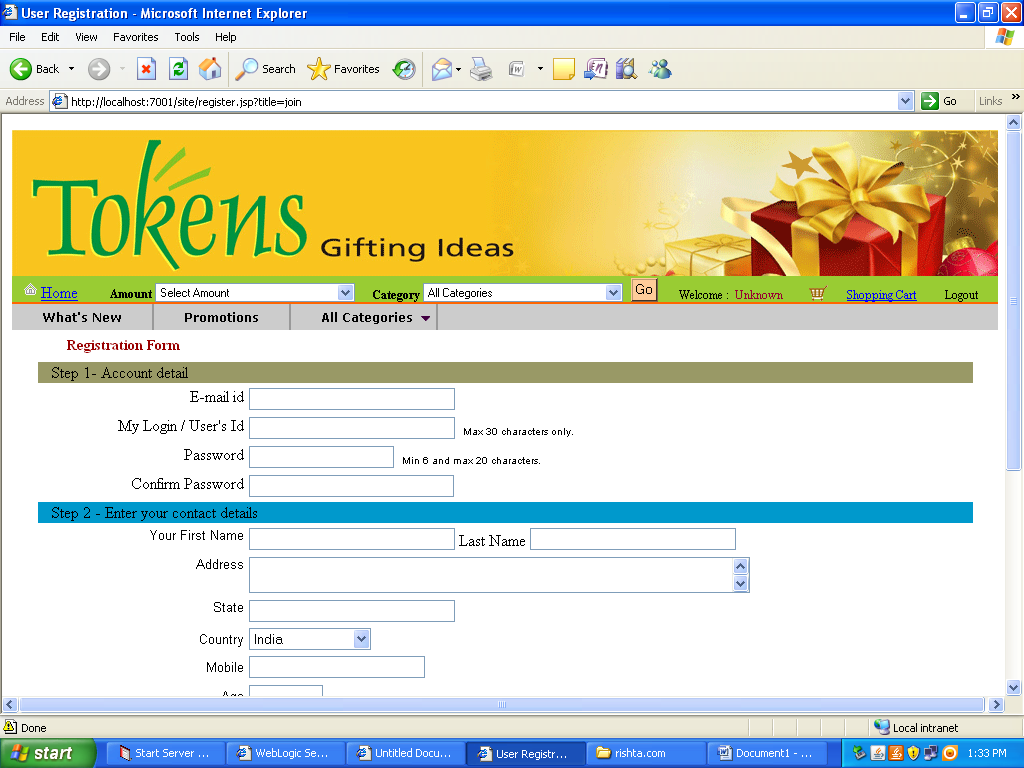 User Registration - Microsoft Internet Explorer
File Edit View Favorites Tools Help
Back Search Favorites
Address http://localhost:7001/site/register.jsp?title=join Go Links »
Tokens Gifting Ideas
Home Amount Select Amount Category All Categories Go Welcome : Unknown Shopping Cart Logout
What's New Promotions All Categories
Registration Form
Step 1- Account detail
E-mail id
My Login / User's Id Max 30 characters only.
Password Min 6 and max 20 characters.
Confirm Password
Step 2 - Enter your contact details
Your First Name Last Name
Address
State
Country India
Mobile
Age
Done Local intranet
start Start Server ... WebLogic Se... Untitled Docu... User Registr... rishta.com Document1 - ... 1:33 PM